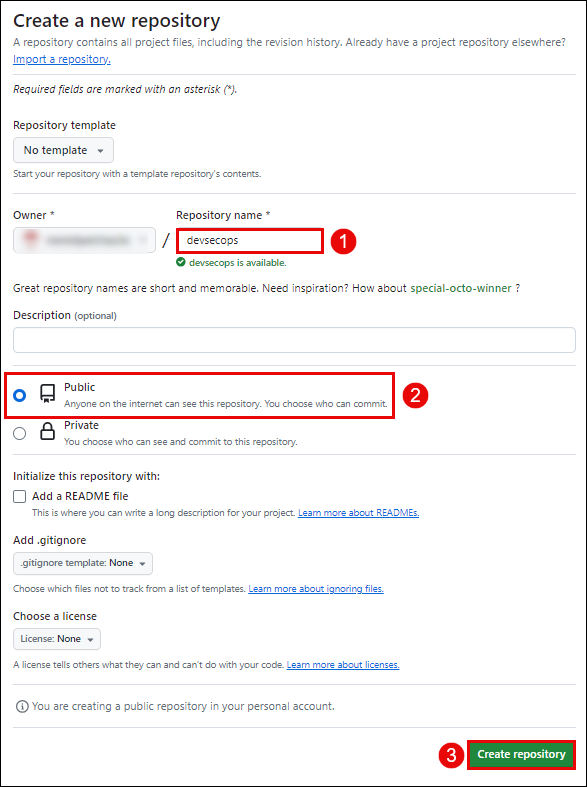 Create a new repository
A repository contains all project files, including the revision history. Already have a project repository elsewhere?
Import a repository.
Required fields are marked with an asterisk (*).
Repository template
No template
Start your repository with a template repository's contents.
Owner * Repository name *
/ devsecops 1
devsecops is available.
Great repository names are short and memorable. Need inspiration? How about special-octo-winner ?
Description (optional)
Public
Anyone on the internet can see this repository. You choose who can commit.
2
Private
You choose who can see and commit to this repository.
Initialize this repository with:
Add a README file
This is where you can write a long description for your project. Learn more about READMEs.
Add .gitignore
.gitignore template: None
Choose which files not to track from a list of templates. Learn more about ignoring files.
Choose a license
License: None
A license tells others what they can and can't do with your code. Learn more about licenses.
You are creating a public repository in your personal account.
3 Create repository